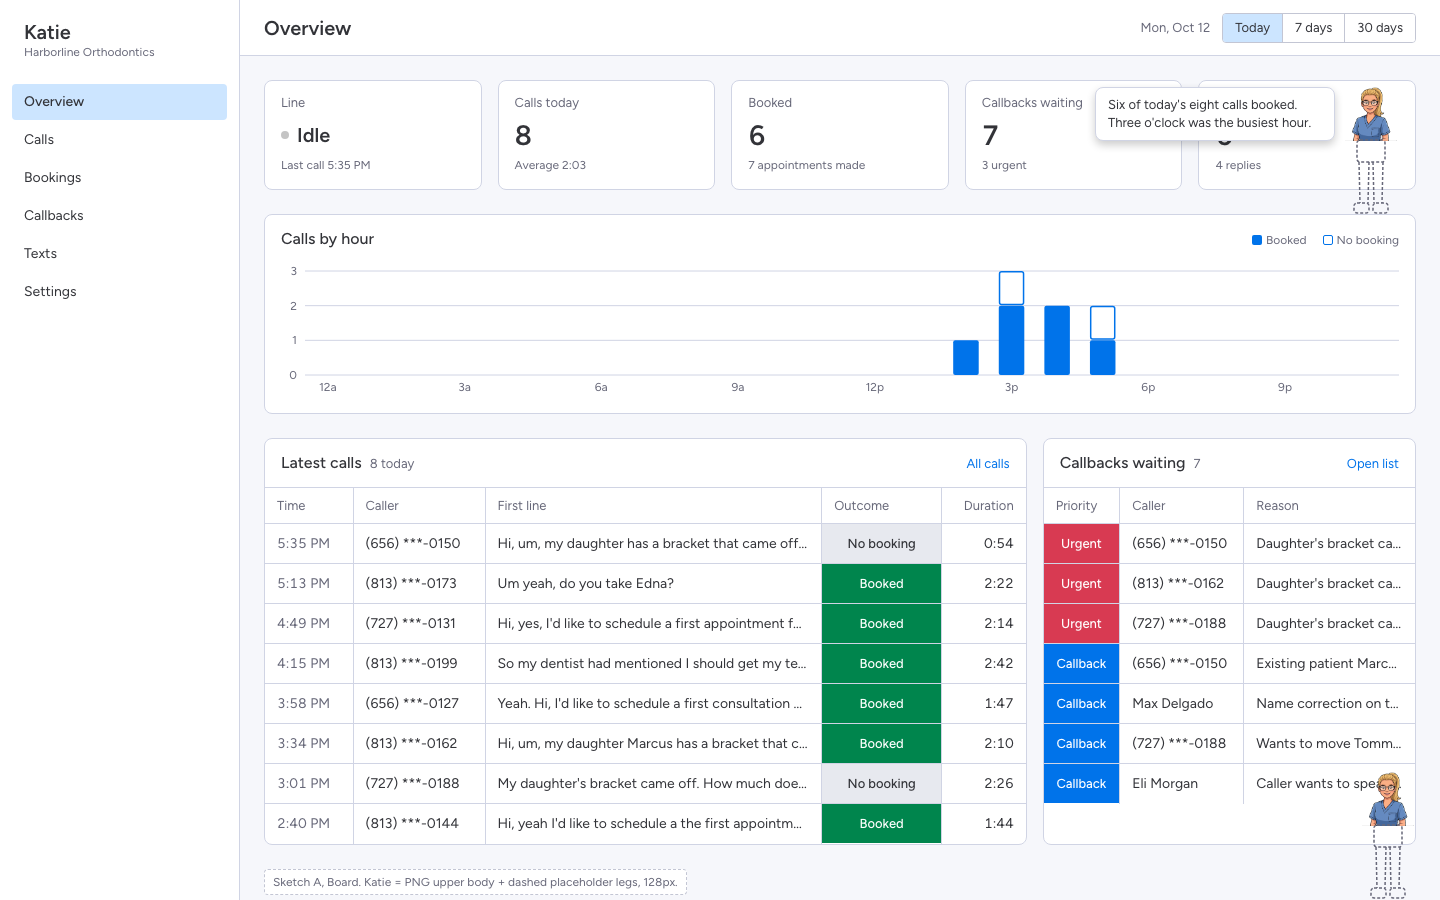 Katie
Harborline Orthodontics
Overview
Calls
Bookings
Callbacks
Texts
Settings
Overview
Mon, Oct 12
Today
7 days
30 days
Line
Idle
Last call 5:35 PM
Calls today
8
Average 2:03
Booked
6
7 appointments made
Callbacks waiting
7
3 urgent
Six of today's eight calls booked.
Three o'clock was the busiest hour.
4 replies
Calls by hour
Booked
No booking
3
2
1
0
12a 3a 6a 9a 12p 3p 6p 9p
Latest calls 8 today All calls
Time Caller First line Outcome Duration
5:35 PM (656) ***-0150 Hi, um, my daughter has a bracket that came off... No booking 0:54
5:13 PM (813) ***-0173 Um yeah, do you take Edna? Booked 2:22
4:49 PM (727) ***-0131 Hi, yes, I'd like to schedule a first appointment f... Booked 2:14
4:15 PM (813) ***-0199 So my dentist had mentioned I should get my te... Booked 2:42
3:58 PM (656) ***-0127 Yeah. Hi, I'd like to schedule a first consultation ... Booked 1:47
3:34 PM (813) ***-0162 Hi, um, my daughter Marcus has a bracket that c... Booked 2:10
3:01 PM (727) ***-0188 My daughter's bracket came off. How much doe... No booking 2:26
2:40 PM (813) ***-0144 Hi, yeah I'd like to schedule a the first appointm... Booked 1:44
Callbacks waiting 7 Open list
Priority Caller Reason
Urgent (656) ***-0150 Daughter's bracket ca...
Urgent (813) ***-0162 Daughter's bracket ca...
Urgent (727) ***-0188 Daughter's bracket ca...
Callback (656) ***-0150 Existing patient Marc...
Callback Max Delgado Name correction on t...
Callback (727) ***-0188 Wants to move Tomm...
Callback Eli Morgan Caller wants to
Sketch A, Board. Katie = PNG upper body + dashed placeholder legs, 128px.